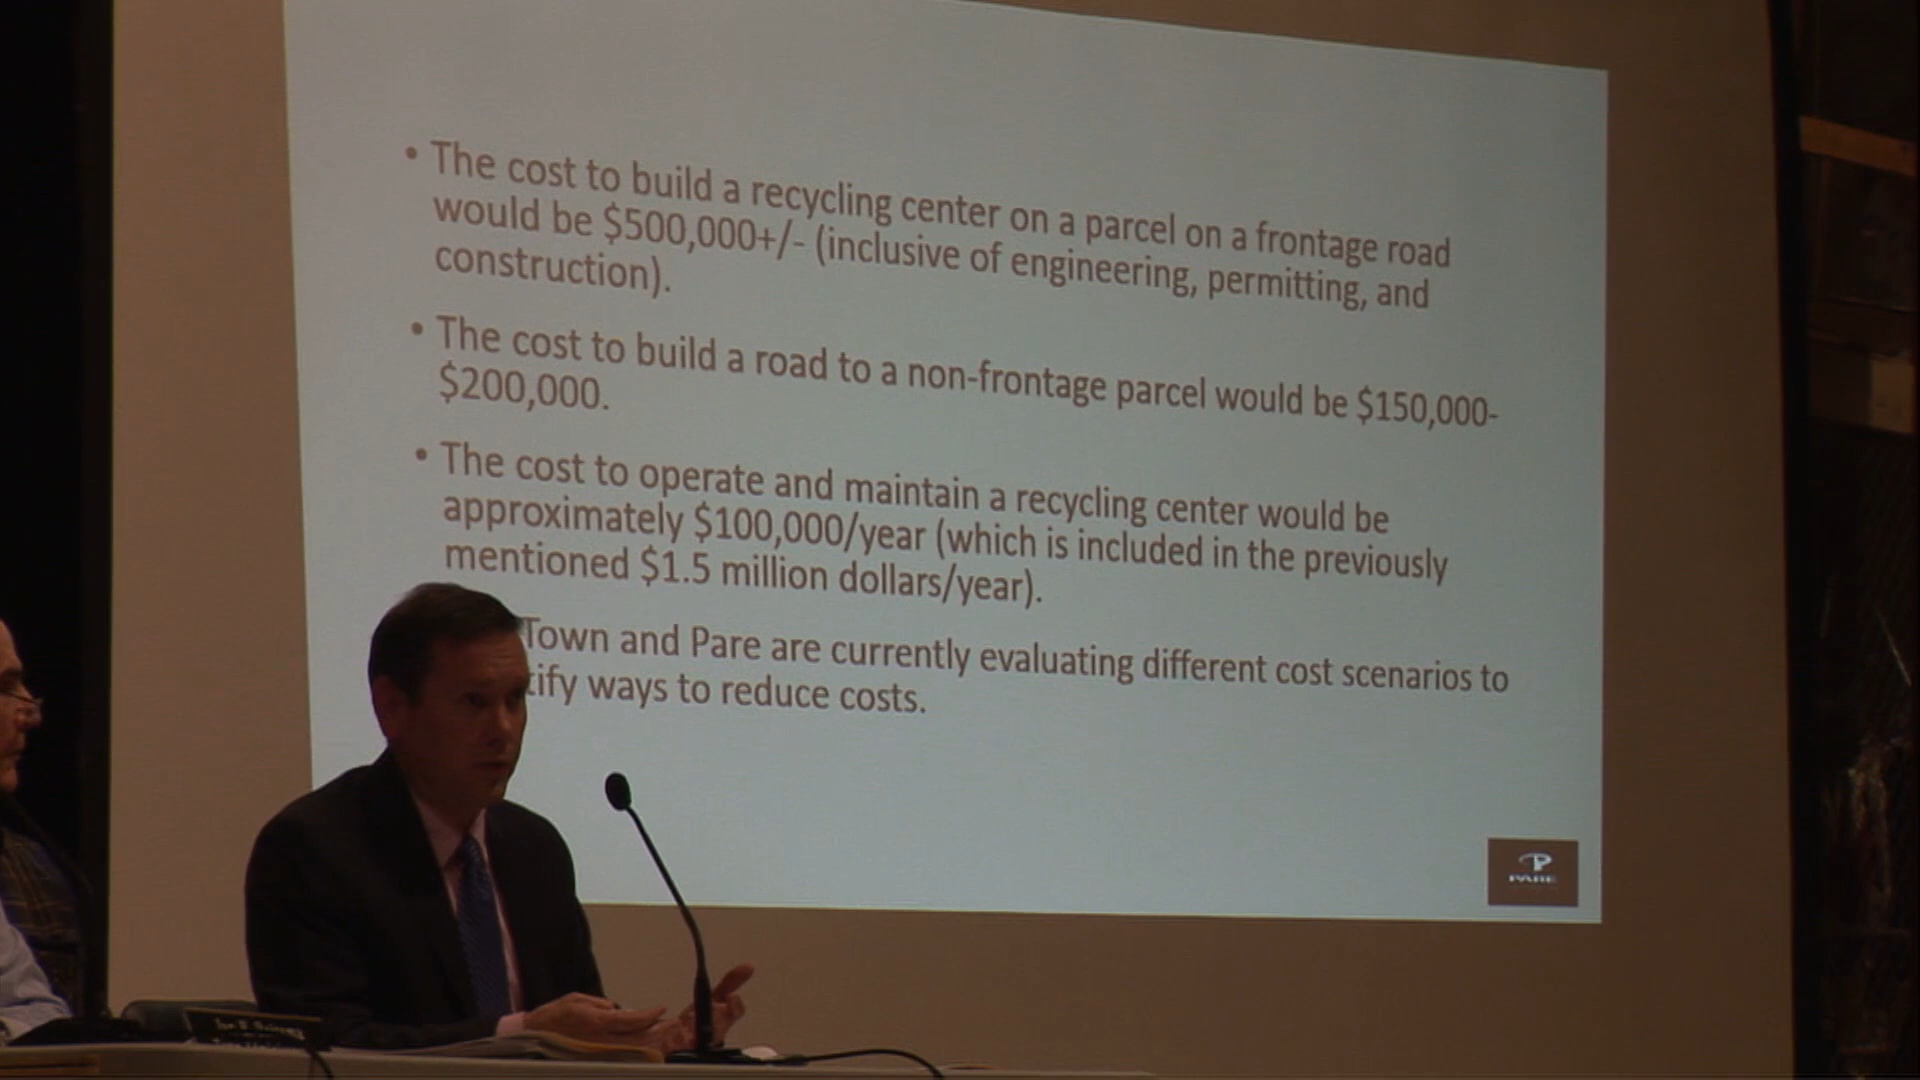 • The cost to build a recycling center on a parcel on a frontage road
would be $500,000+/- (inclusive of engineering, permitting, and
construction).
• The cost to build a road to a non-frontage parcel would be $150,000-
$200,000.
• The cost to operate and maintain a recycling center would be
approximately $100,000/year (which is included in the previously
mentioned $1.5 million dollars/year).
Town and Pare are currently evaluating different cost scenarios to
tify ways to reduce costs.
P
PARE